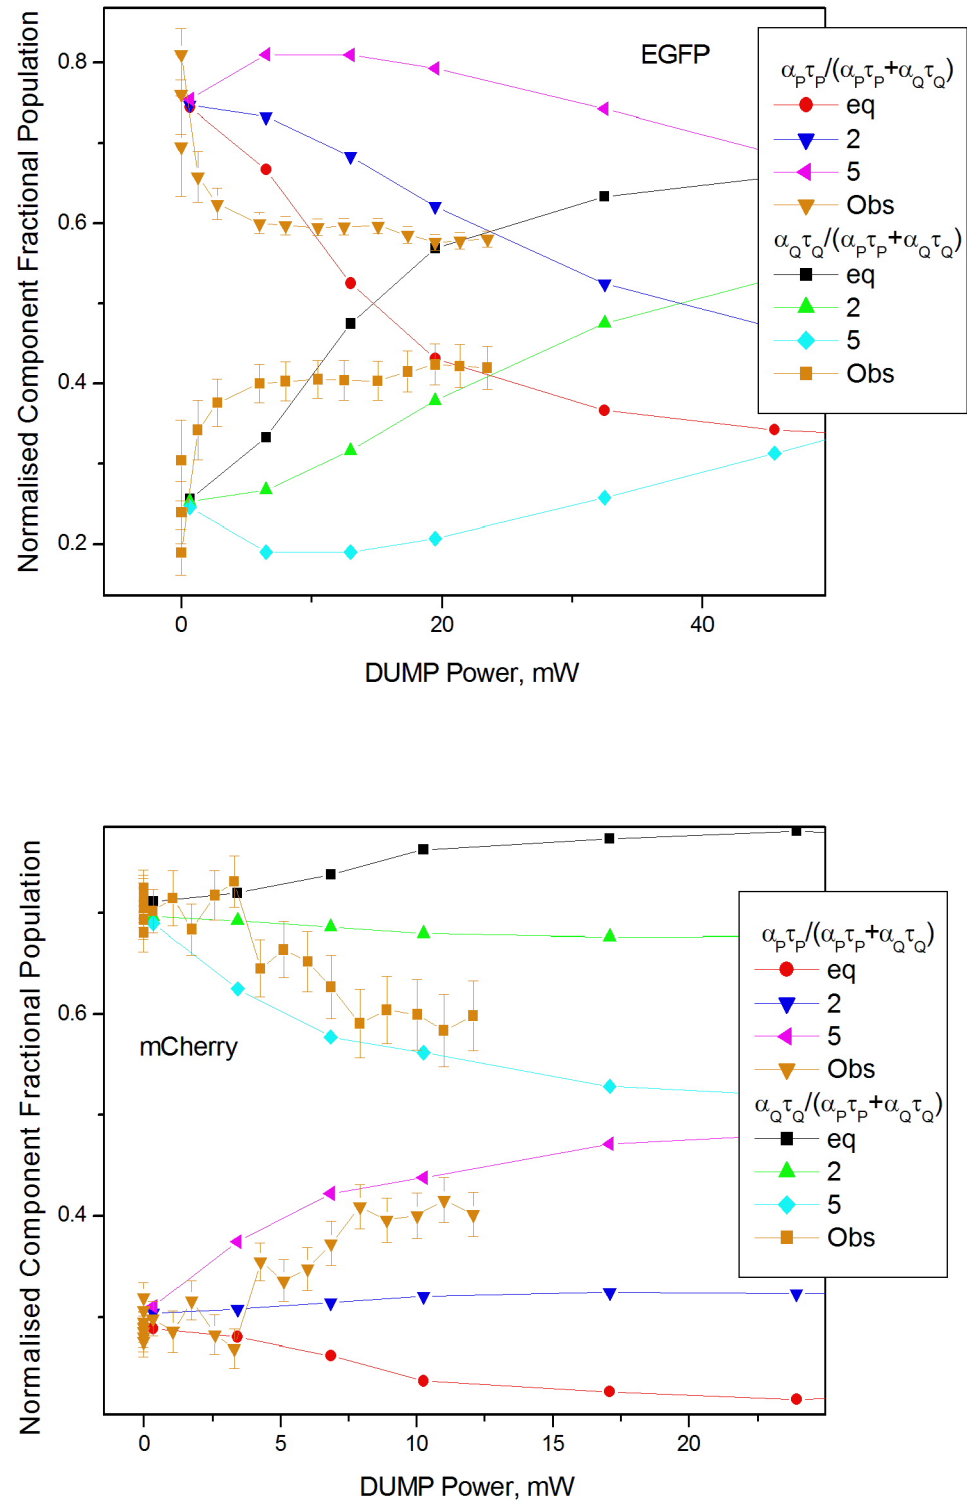 EGFP
0.8
0.6
0.4
0.2
Normalised Component Fractional Population
0 20 40
DUMP Power, mW
αPτP/(αPτP+αQτQ)
eq
2
5
Obs
αQτQ/(αPτP+αQτQ)
eq
2
5
Obs
mCherry
0.6
0.4
Normalised Component Fractional Population
0 5 10 15 20
DUMP Power, mW
αPτP/(αPτP+αQτQ)
eq
2
5
Obs
αQτQ/(αPτP+αQτQ)
eq
2
5
Obs